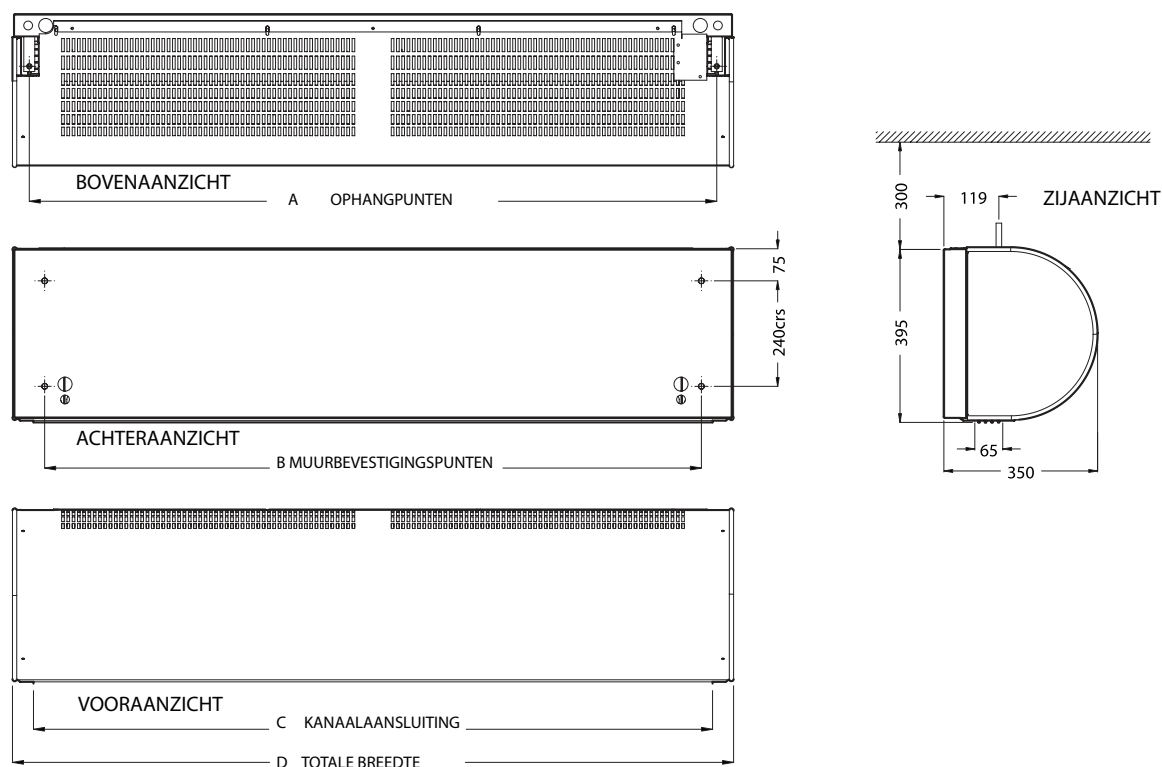 BOVENAANZICHT
A OPHANGPUNTEN
75
240crs
ACHTERAANZICHT
B MUURBEVESTIGINGSPUNTEN
VOORAANZICHT
C KANAALAANSLUITING
D TOTALE BREEDTE
300
119
ZIJAANZICHT
395
65
350